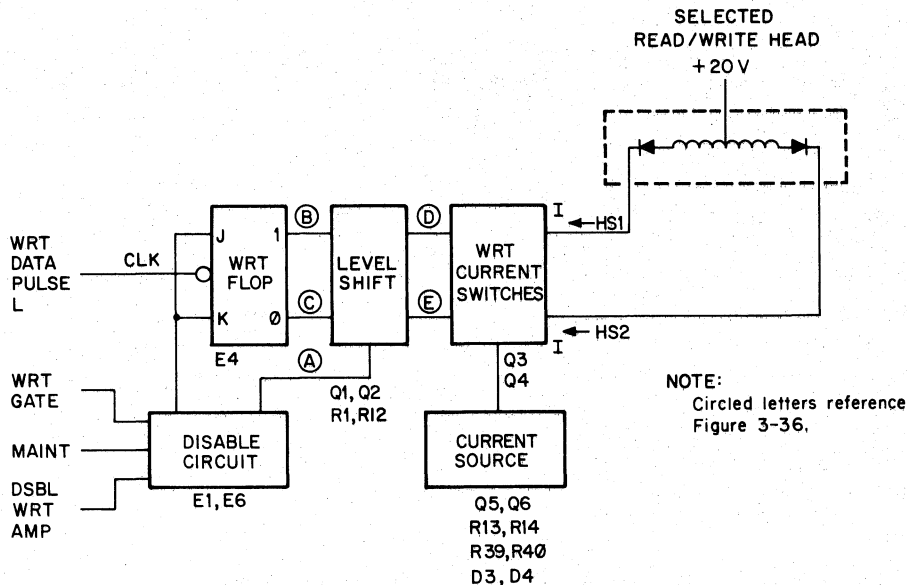 SELECTED
READ/WRITE HEAD
+20V
I
HS1
WRT
DATA
PULSE
L
CLK
J
1
WRT
FLOP
K
0
E4
B
C
A
LEVEL
SHIFT
Q1, Q2
R1, R12
D
E
WRT
CURRENT
SWITCHES
HS2
I
Q3
Q4
NOTE:
Circled letters reference
Figure 3-36.
WRT
GATE
MAINT
DSBL
WRT
AMP
DISABLE
CIRCUIT
E1, E6
CURRENT
SOURCE
Q5, Q6
R13, R14
R39, R40
D3, D4